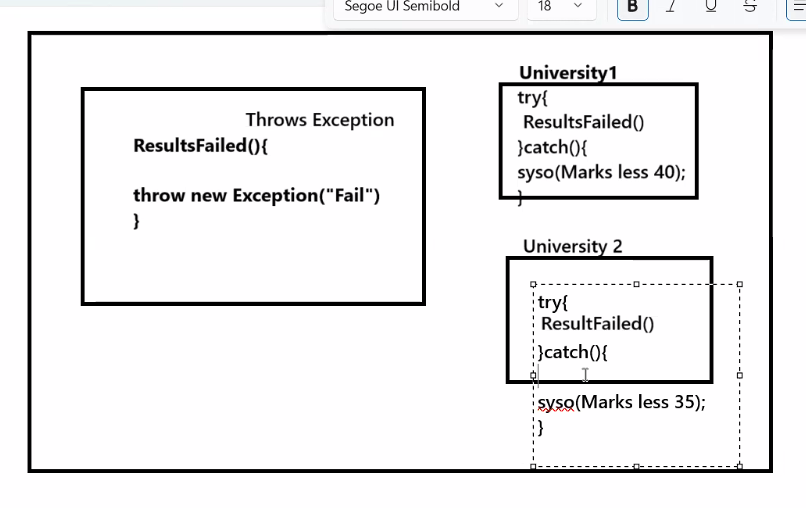 Segoe UI Semibold
18
B
I
U
S
Throws Exception
ResultsFailed(){
throw new Exception("Fail")
}
University1
try{
ResultsFailed()
}catch(){
syso(Marks less 40);
}
University 2
try{
ResultFailed()
}catch(){
syso(Marks less 35);
}